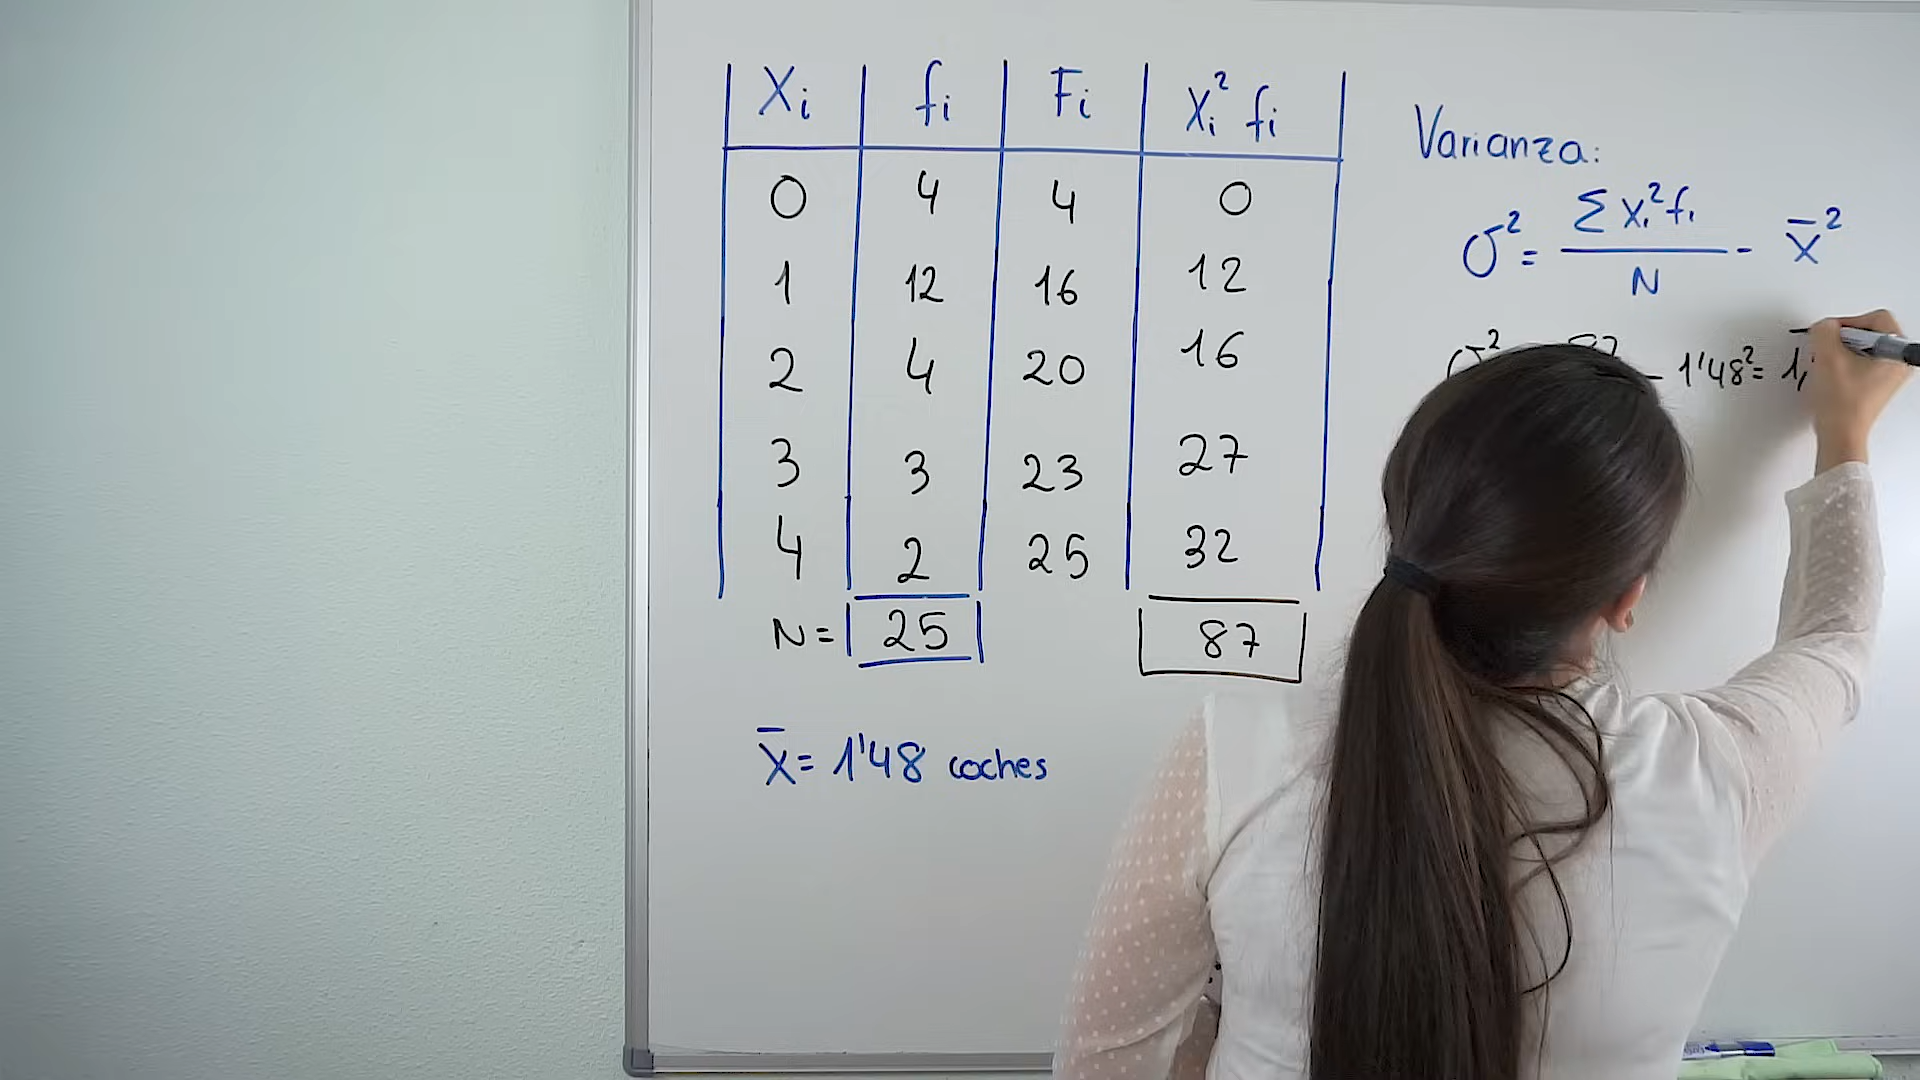 Xi fi Fi Xi² fi
0 4 4 0
1 12 16 12
2 4 20 16
3 3 23 27
4 2 25 32
N= 25 87
x̄= 1'48 coches
Varianza:
σ² = Σ xi² fi / N - x̄²
σ² - 1'48² = 1,